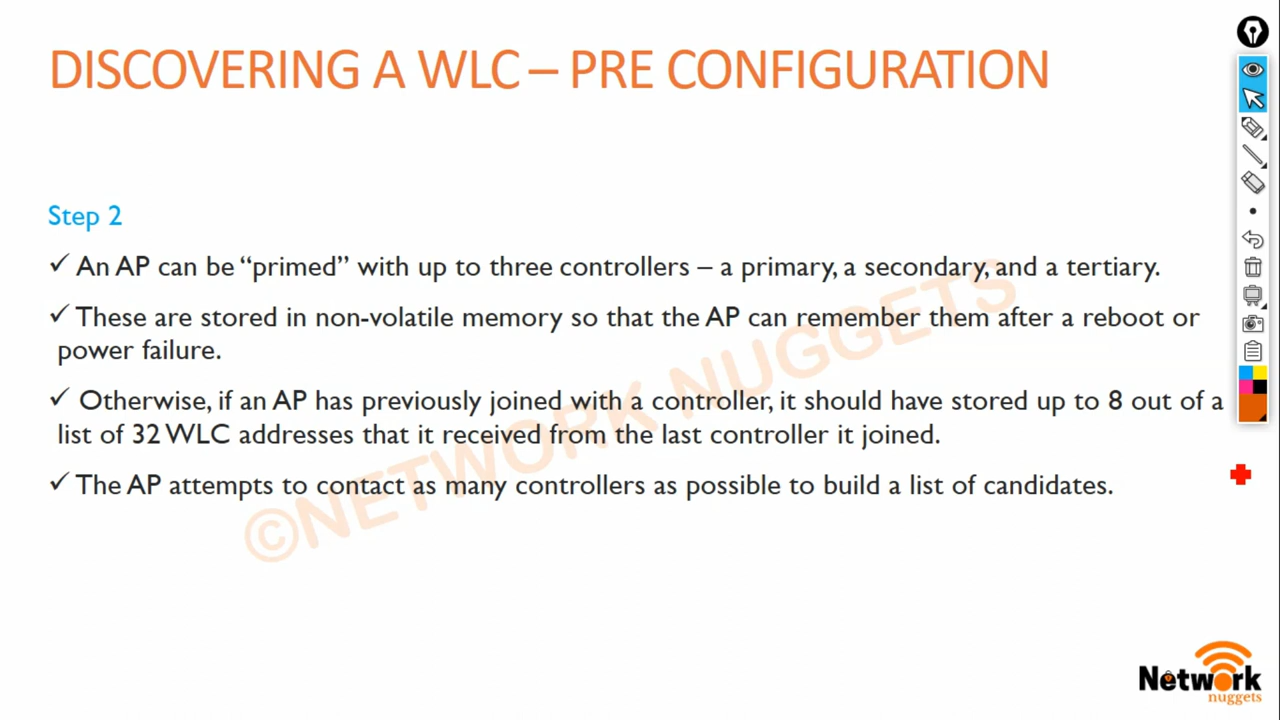 DISCOVERING A WLC – PRE CONFIGURATION
Step 2
✓ An AP can be “primed” with up to three controllers – a primary, a secondary, and a tertiary.
✓ These are stored in non-volatile memory so that the AP can remember them after a reboot or
power failure.
✓ Otherwise, if an AP has previously joined with a controller, it should have stored up to 8 out of a
list of 32 WLC addresses that it received from the last controller it joined.
✓ The AP attempts to contact as many controllers as possible to build a list of candidates.
©NETWORK NUGGETS
Network
nuggets